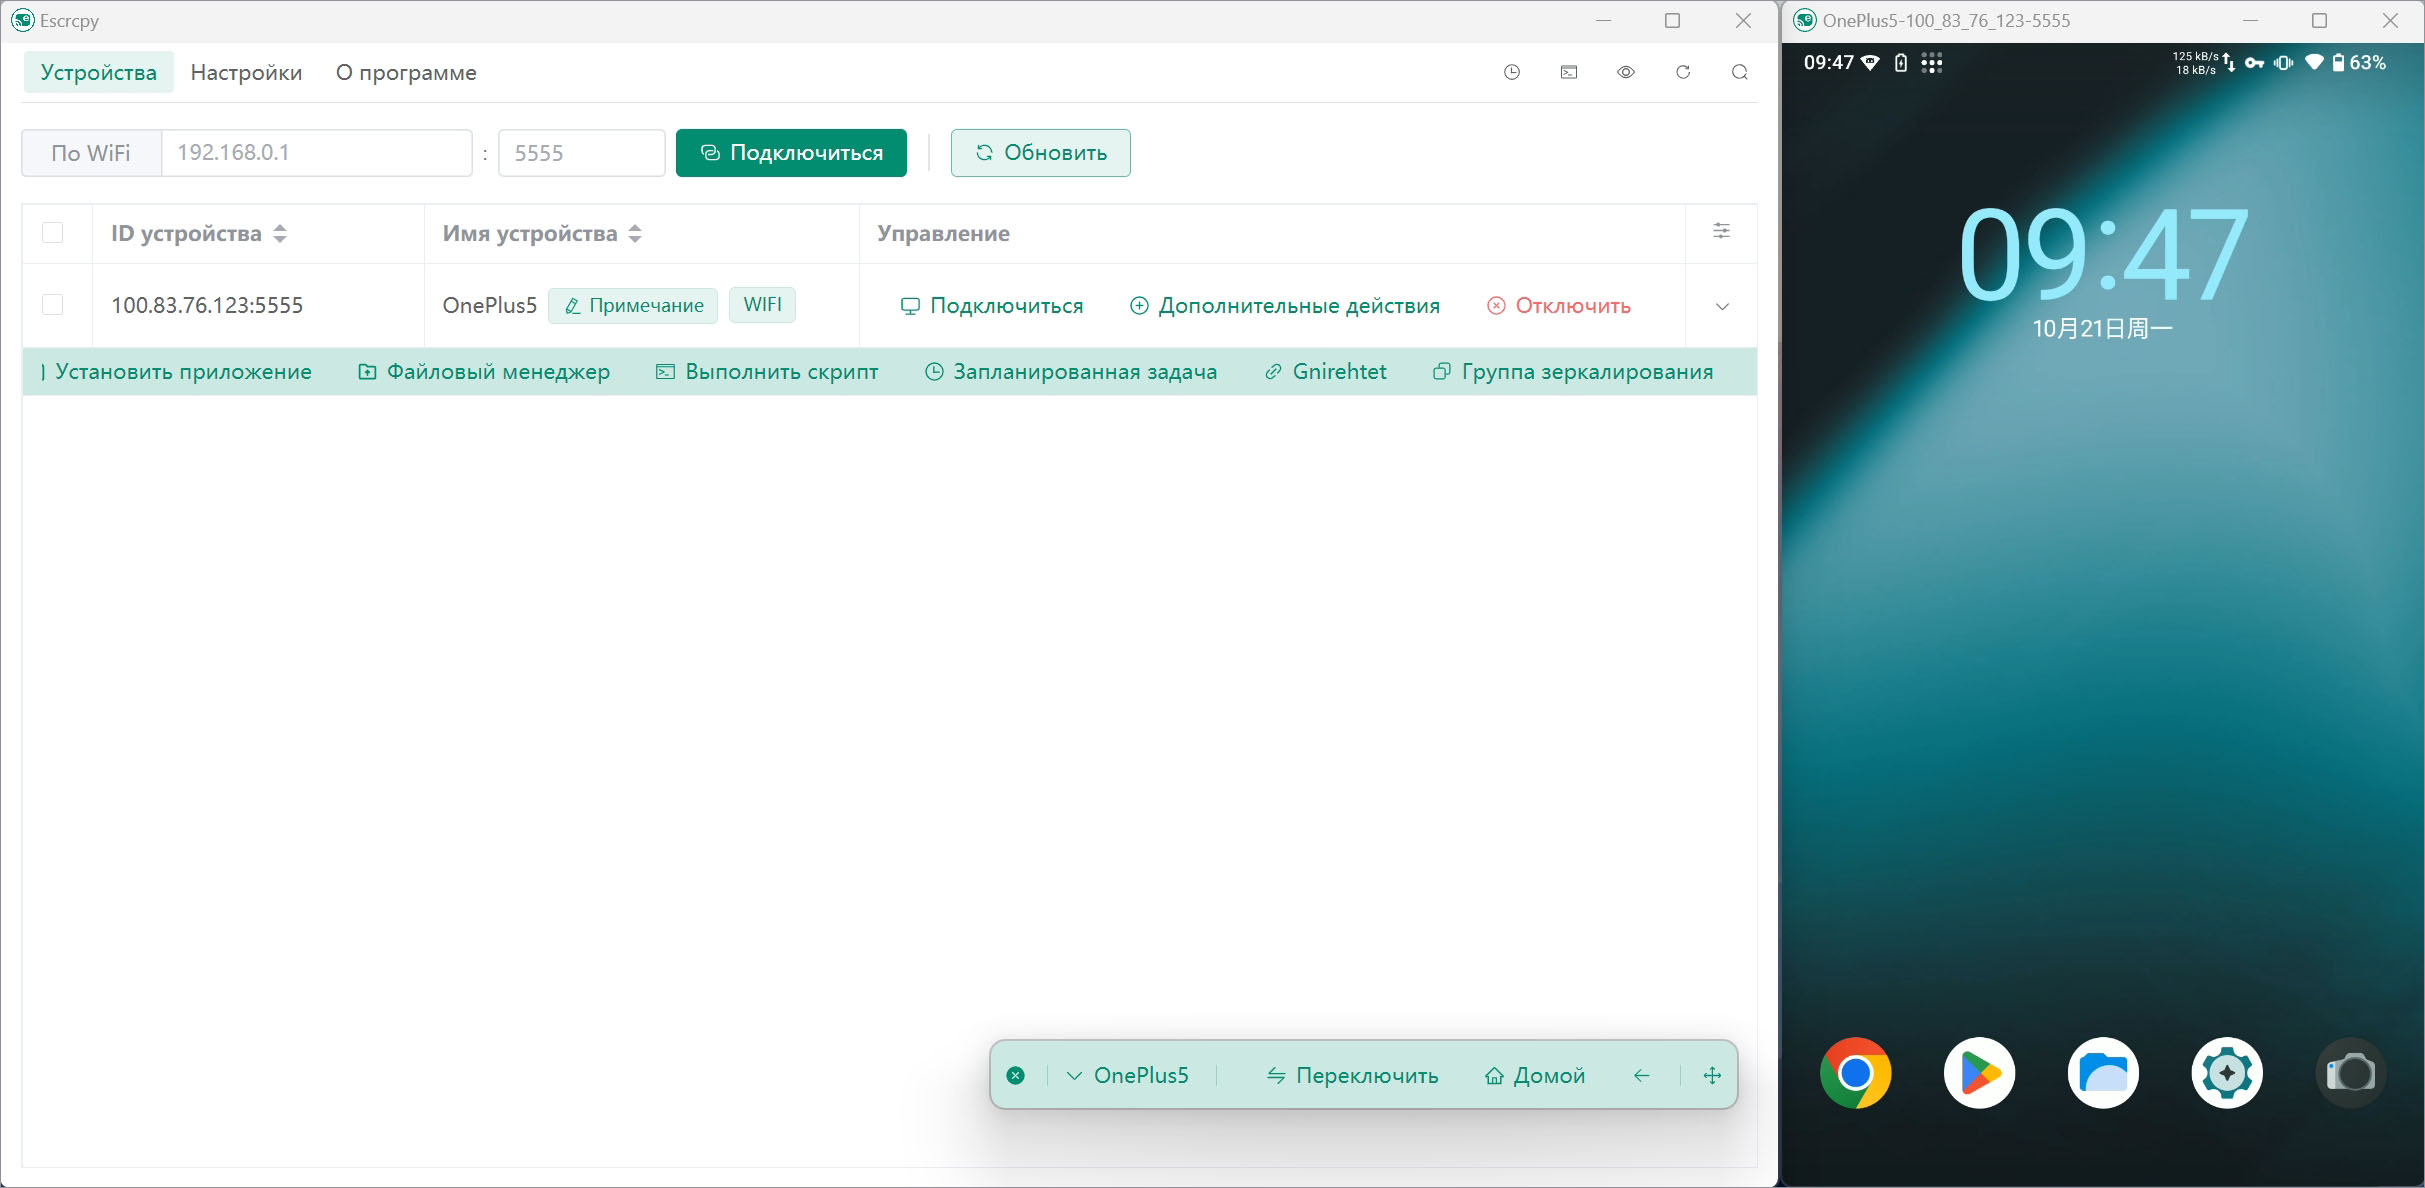 Escrcpy
Устройства Настройки О программе
По WiFi 192.168.0.1 : 5555 Подключиться Обновить
ID устройства Имя устройства Управление
100.83.76.123:5555 OnePlus5 Примечание WIFI Подключиться Дополнительные действия Отключить
Установить приложение Файловый менеджер Выполнить скрипт Запланированная задача Gnirehtet Группа зеркалирования
OnePlus5 Переключить Домой
OnePlus5-100_83_76_123-5555
09:47 125 kB/s 63%
18 kB/s
09:47
10月21日周一